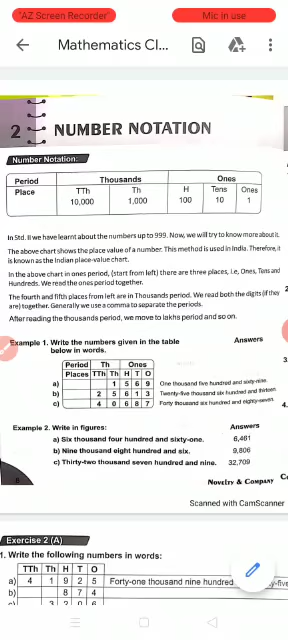 "AZ Screen Recorder"
Mic in use
Mathematics Cl...
2 NUMBER NOTATION
Number Notation:
Period Thousands Ones
Place TTh Th H Tens Ones
10,000 1,000 100 10 1
In Std. II we have learnt about the numbers up to 999. Now, we will try to know more about it.
The above chart shows the place value of a number. This method is used in India. Therefore, it
is known as the Indian place-value chart.
In the above chart in ones period, (start from left) there are three places, i.e, Ones, Tens and
Hundreds. We read the ones period together.
The fourth and fifth places from left are in Thousands period. We read both the digits (if they
are) together. Generally we use a comma to separate the periods.
After reading the thousands period, we move to lakhs period and so on.
Example 1. Write the numbers given in the table Answers
below in words.
Period Th Ones
Places TTh Th H T O
a) 1 5 6 9 One thousand five hundred and sixty-nine.
b) 2 5 6 1 3 Twenty-five thousand six hundred and thirteen
c) 4 0 6 8 7 Forty thousand six hundred and eighty-seven.
3.
4.
Example 2. Write in figures: Answers
a) Six thousand four hundred and sixty-one. 6,461
b) Nine thousand eight hundred and six. 9,806
c) Thirty-two thousand seven hundred and nine. 32,709
8
Novelty & Company
Scanned with CamScanner
Exercise 2 (A)
1. Write the following numbers in words:
TTh Th H T O
a) 4 1 9 2 5 Forty-one thousand nine hundred y-five
b) 8 7 4
c) 3 2 0 6